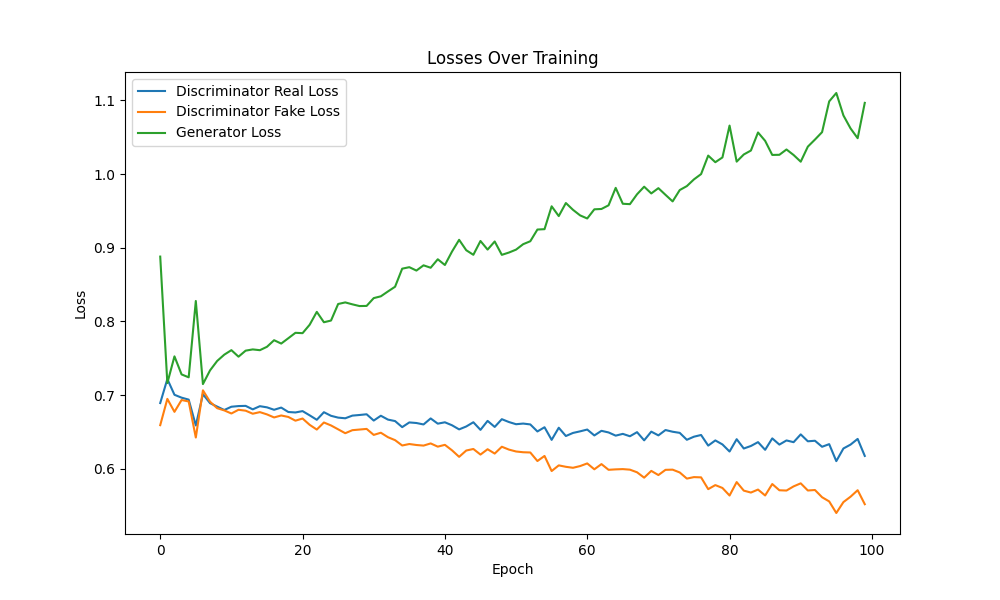 Losses Over Training
Discriminator Real Loss
Discriminator Fake Loss
Generator Loss
1.1
1.0
0.9
0.8
0.7
0.6
Loss
0 20 40 60 80 100
Epoch